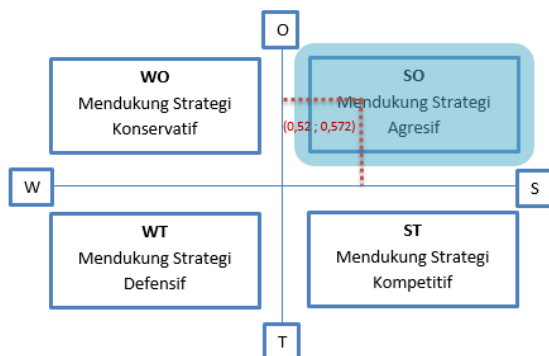 O
WO
Mendukung Strategi
Konservatif
SO
Mendukung Strategi
Agresif
(0,52 ; 0,572)
W
S
WT
Mendukung Strategi
Defensif
ST
Mendukung Strategi
Kompetitif
T